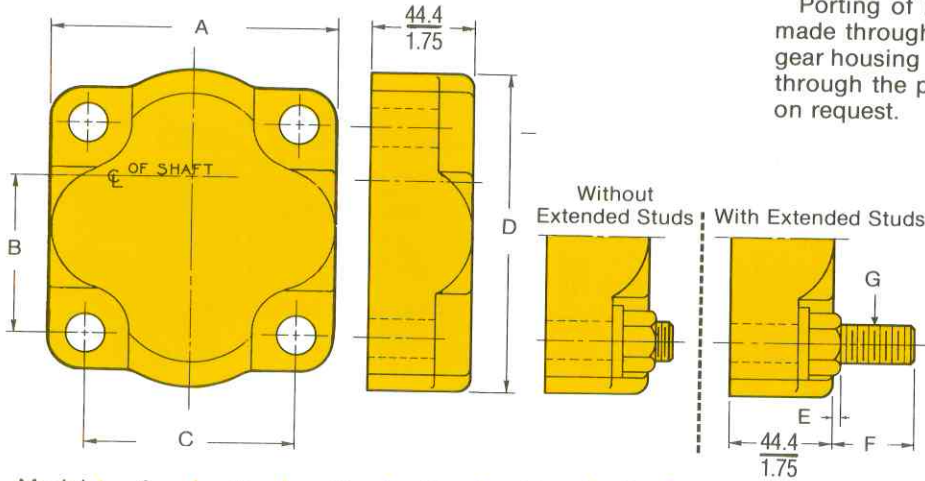 A
44.4
1.75
Porting of
made through
gear housing
through the p
on request.
℄ OF SHAFT
B
C
D
Without
Extended Studs
With Extended Studs
G
E
F
44.4
1.75